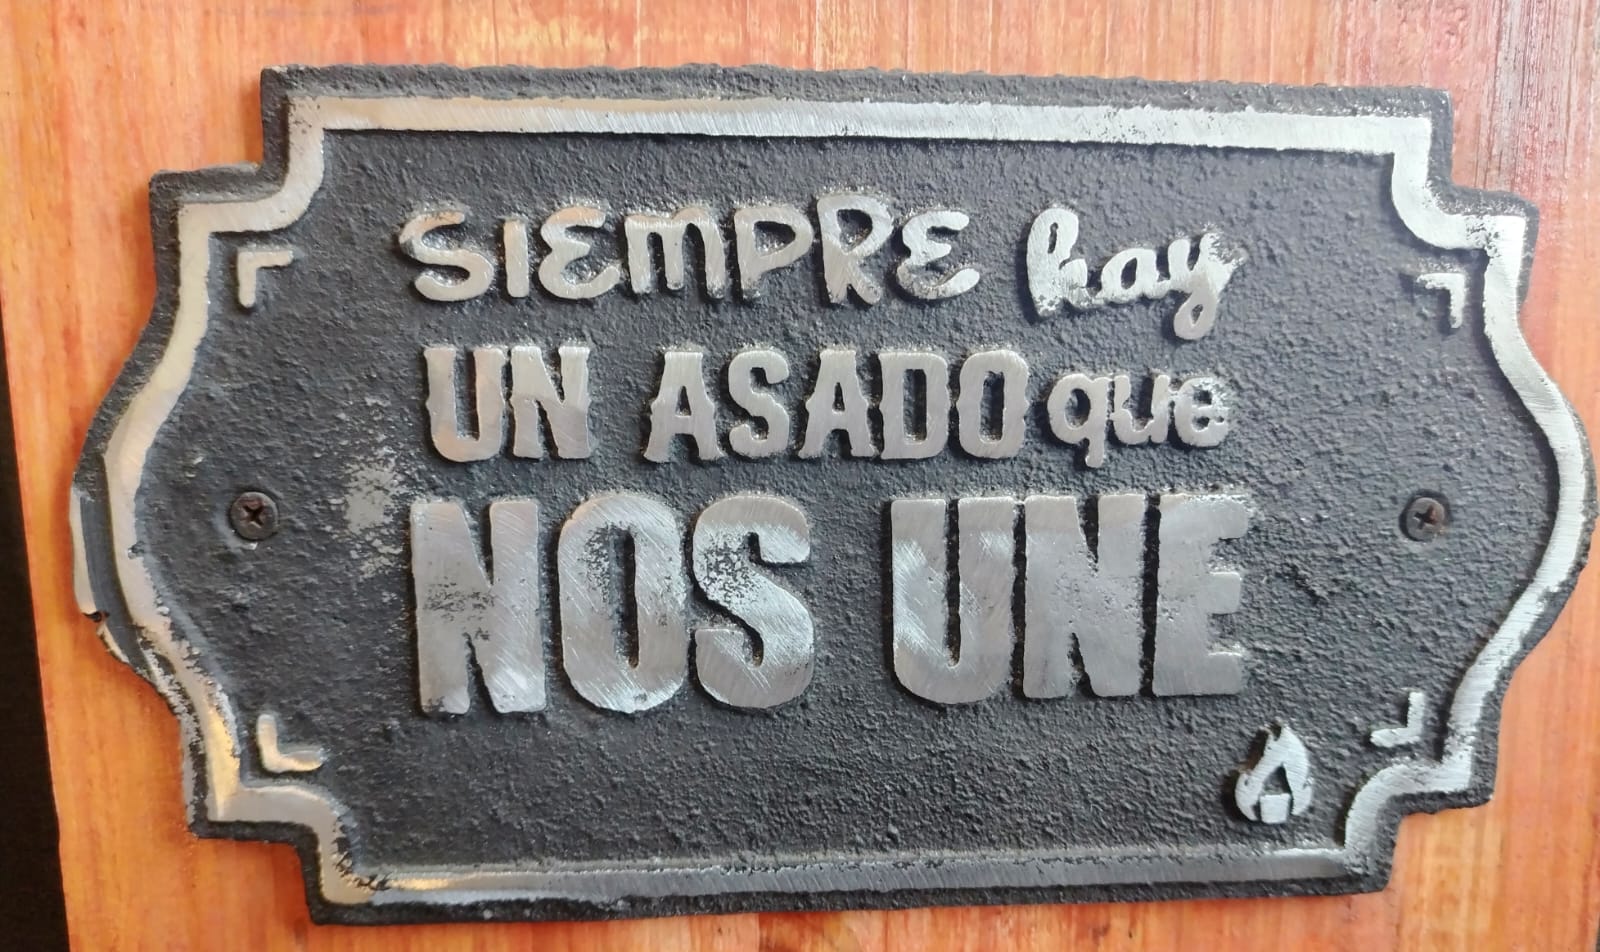 SIEMPRE hay
UN ASADO que
NOS UNE